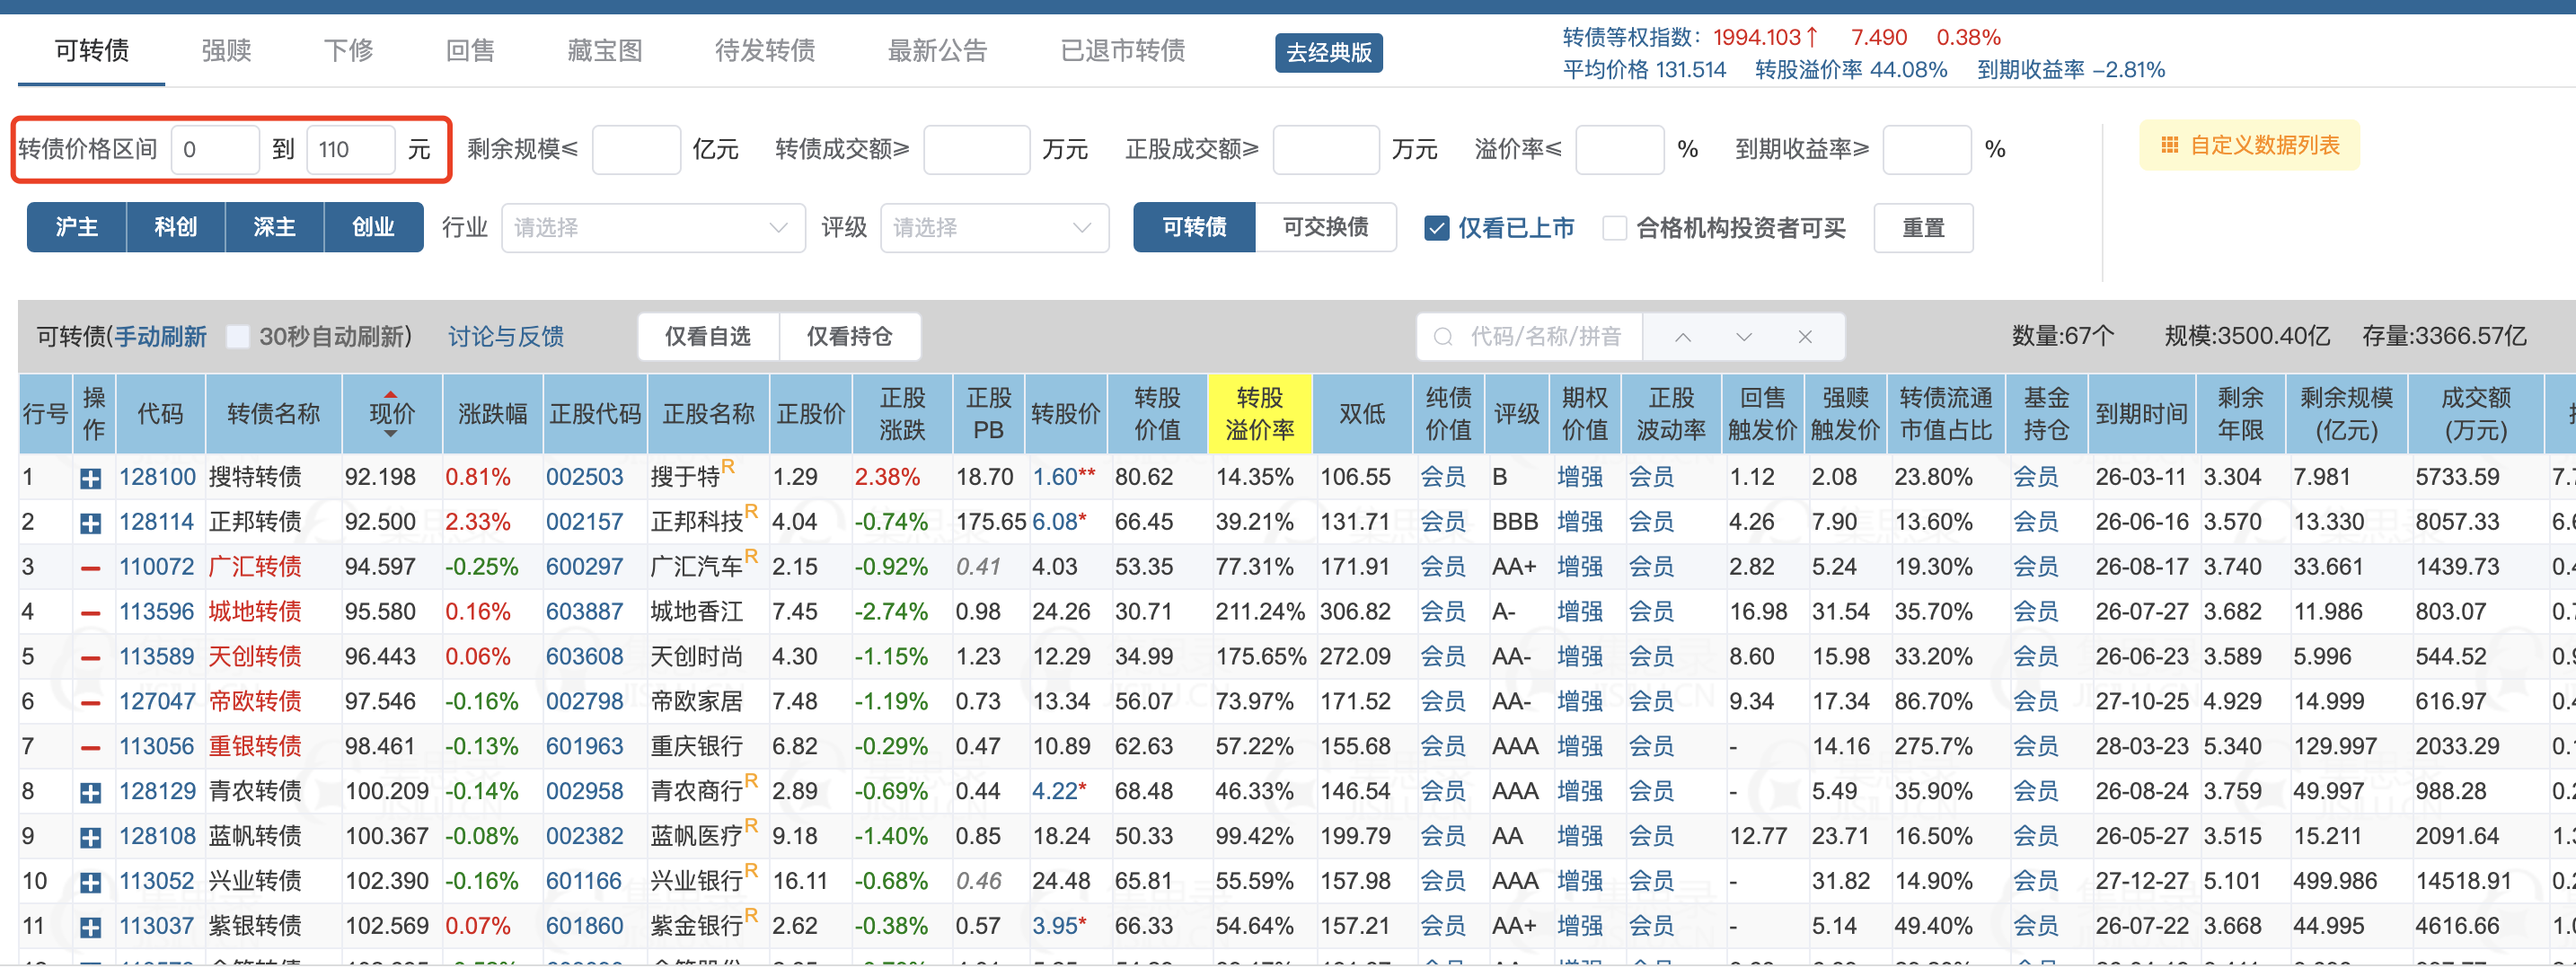 可转债 强赎 下修 回售 藏宝图 待发转债 最新公告 已退市转债 去经典版
转债等权指数: 1994.103↑ 7.490 0.38%
平均价格 131.514 转股溢价率 44.08% 到期收益率 -2.81%
转债价格区间 0 到 110 元 剩余规模≤ 亿元 转债成交额≥ 万元 正股成交额≥ 万元 溢价率≤ % 到期收益率≥ % 自定义数据列表
沪主 科创 深主 创业 行业 请选择 评级 请选择 可转债 可交换债 仅看已上市 合格机构投资者可买 重置
可转债(手动刷新 30秒自动刷新) 讨论与反馈 仅看自选 仅看持仓 代码/名称/拼音 数量:67个 规模:3500.40亿 存量:3366.57亿
行号 操作 代码 转债名称 现价 涨跌幅 正股代码 正股名称 正股价 正股涨跌 正股PB 转股价 转股价值 转股溢价率 双低 纯债价值 评级 期权价值 正股波动率 回售触发价 强赎触发价 转债流通市值占比 基金持仓 到期时间 剩余年限 剩余规模(亿元) 成交额(万元)
1 128100 搜特转债 92.198 0.81% 002503 搜于特R 1.29 2.38% 18.70 1.60** 80.62 14.35% 106.55 会员 B 增强 会员 1.12 2.08 23.80% 会员 26-03-11 3.304 7.981 5733.59
2 128114 正邦转债 92.500 2.33% 002157 正邦科技R 4.04 -0.74% 175.65 6.08* 66.45 39.21% 131.71 会员 BBB 增强 会员 4.26 7.90 13.60% 会员 26-06-16 3.570 13.330 8057.33
3 110072 广汇转债 94.597 -0.25% 600297 广汇汽车R 2.15 -0.92% 0.41 4.03 53.35 77.31% 171.91 会员 AA+ 增强 会员 2.82 5.24 19.30% 会员 26-08-17 3.740 33.661 1439.73
4 113596 城地转债 95.580 0.16% 603887 城地香江 7.45 -2.74% 0.98 24.26 30.71 211.24% 306.82 会员 A- 增强 会员 16.98 31.54 35.70% 会员 26-07-27 3.682 11.986 803.07
5 113589 天创转债 96.443 0.06% 603608 天创时尚 4.30 -1.15% 1.23 12.29 34.99 175.65% 272.09 会员 AA- 增强 会员 8.60 15.98 33.20% 会员 26-06-23 3.589 5.996 544.52
6 127047 帝欧转债 97.546 -0.16% 002798 帝欧家居 7.48 -1.19% 0.73 13.34 56.07 73.97% 171.52 会员 AA- 增强 会员 9.34 17.34 86.70% 会员 27-10-25 4.929 14.999 616.97
7 113056 重银转债 98.461 -0.13% 601963 重庆银行 6.82 -0.29% 0.47 10.89 62.63 57.22% 155.68 会员 AAA 增强 会员 - 14.16 275.7% 会员 28-03-23 5.340 129.997 2033.29
8 128129 青农转债 100.209 -0.14% 002958 青农商行R 2.89 -0.69% 0.44 4.22* 68.48 46.33% 146.54 会员 AAA 增强 会员 - 5.49 35.90% 会员 26-08-24 3.759 49.997 988.28
9 128108 蓝帆转债 100.367 -0.08% 002382 蓝帆医疗R 9.18 -1.40% 0.85 18.24 50.33 99.42% 199.79 会员 AA 增强 会员 12.77 23.71 16.50% 会员 26-05-27 3.515 15.211 2091.64
10 113052 兴业转债 102.390 -0.16% 601166 兴业银行R 16.11 -0.68% 0.46 24.48 65.81 55.59% 157.98 会员 AAA 增强 会员 - 31.82 14.90% 会员 27-12-27 5.101 499.986 14518.91
11 113037 紫银转债 102.569 0.07% 601860 紫金银行R 2.62 -0.38% 0.57 3.95* 66.33 54.64% 157.21 会员 AA+ 增强 会员 - 5.14 49.40% 会员 26-07-22 3.668 44.995 4616.66